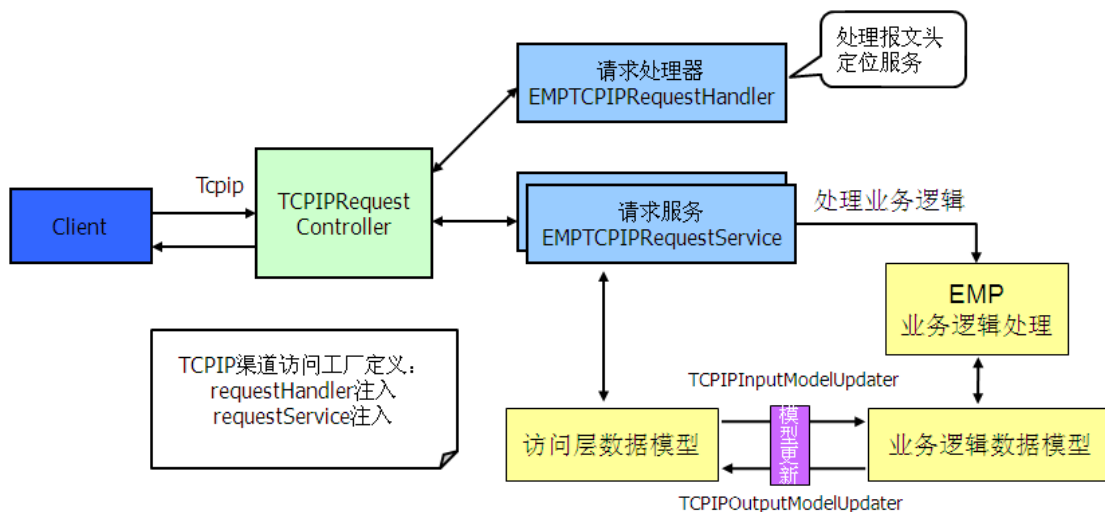 请求处理器
EMPTCPIPRequestHandler
处理报文头
定位服务
Tcpip
Client
TCPIPRequest
Controller
请求服务
EMPTCPIPRequestService
处理业务逻辑
EMP
业务逻辑处理
TCPIP渠道访问工厂定义：
requestHandler注入
requestService注入
TCPIPInputModelUpdater
访问层数据模型
模型更新
业务逻辑数据模型
TCPIPOutputModelUpdater